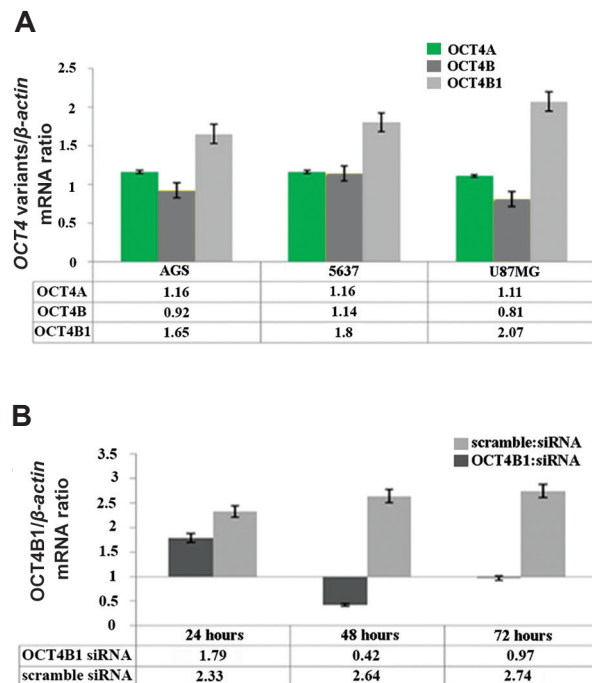 A
OCT4A
OCT4B
OCT4B1
OCT4 variants/β-actin
mRNA ratio
2.5
2
1.5
1
0.5
0
AGS 5637 U87MG
OCT4A 1.16 1.16 1.11
OCT4B 0.92 1.14 0.81
OCT4B1 1.65 1.8 2.07
B
scramble:siRNA
OCT4B1:siRNA
OCT4B1/β-actin
mRNA ratio
3.5
3
2.5
2
1.5
1
0.5
0
24 hours 48 hours 72 hours
OCT4B1 siRNA 1.79 0.42 0.97
scramble siRNA 2.33 2.64 2.74